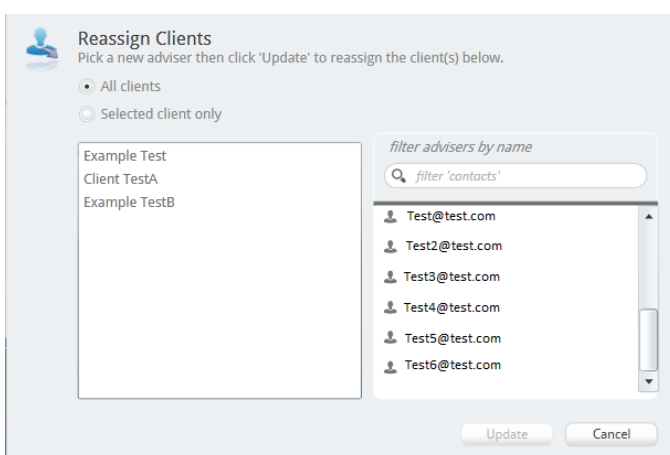 Reassign Clients
Pick a new adviser then click 'Update' to reassign the client(s) below.
All clients
Selected client only
Example Test
Client TestA
Example TestB
filter advisers by name
filter 'contacts'
Test@test.com
Test2@test.com
Test3@test.com
Test4@test.com
Test5@test.com
Test6@test.com
Update
Cancel